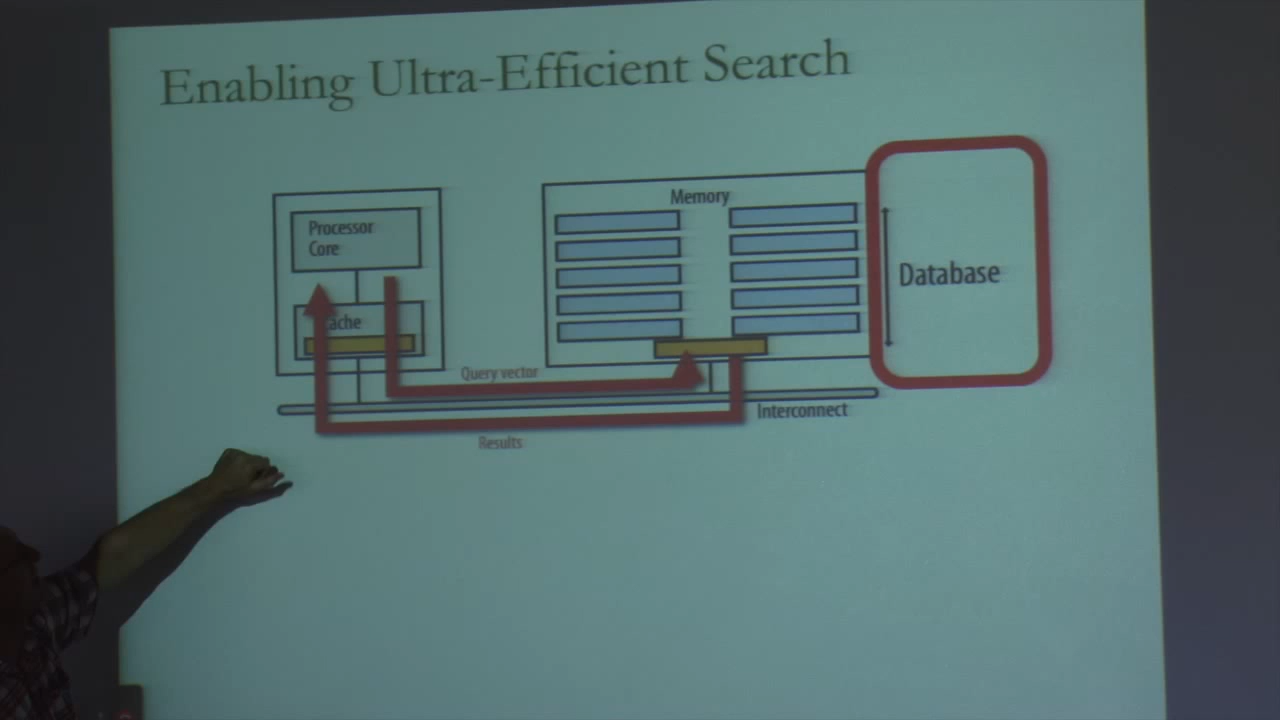 Enabling Ultra-Efficient Search
Processor
Core
ache
Memory
Database
Query vector
Interconnect
Results